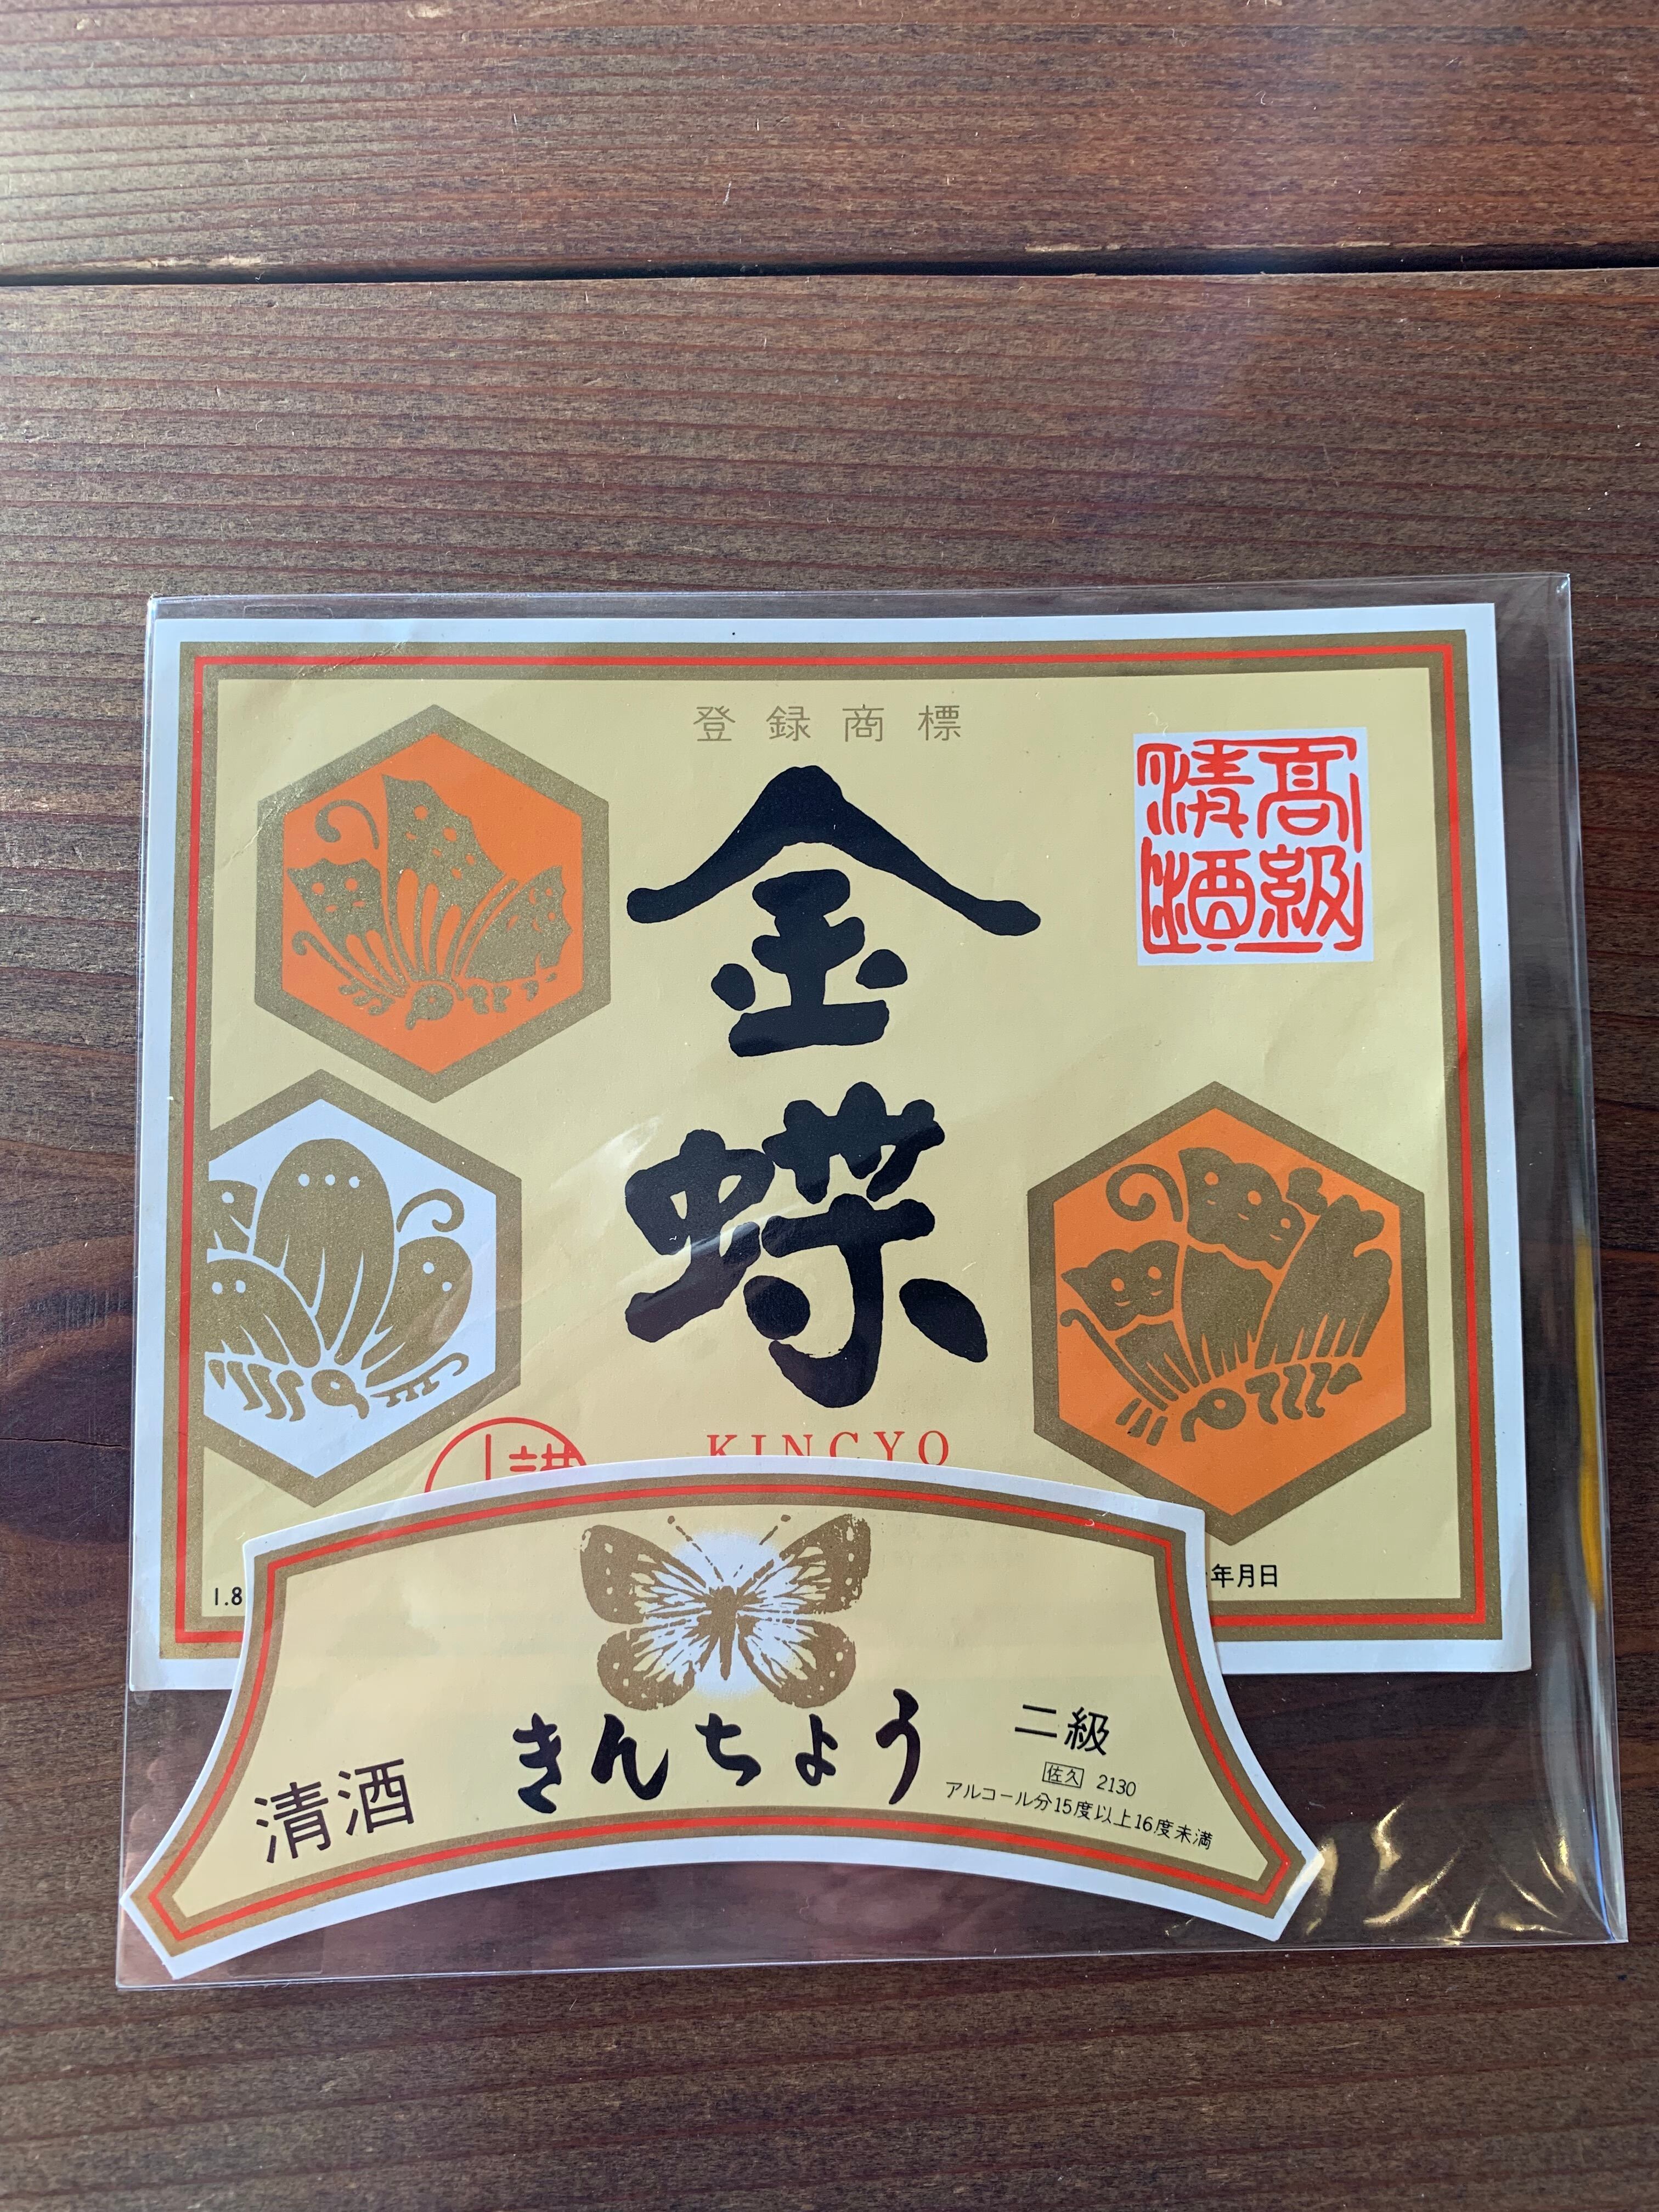 登録商標
高級
清酒
金蝶
KINGYO
1.8
年月日
きんちょう
清酒
二級
佐久 2130
アルコール分15度以上16度未満